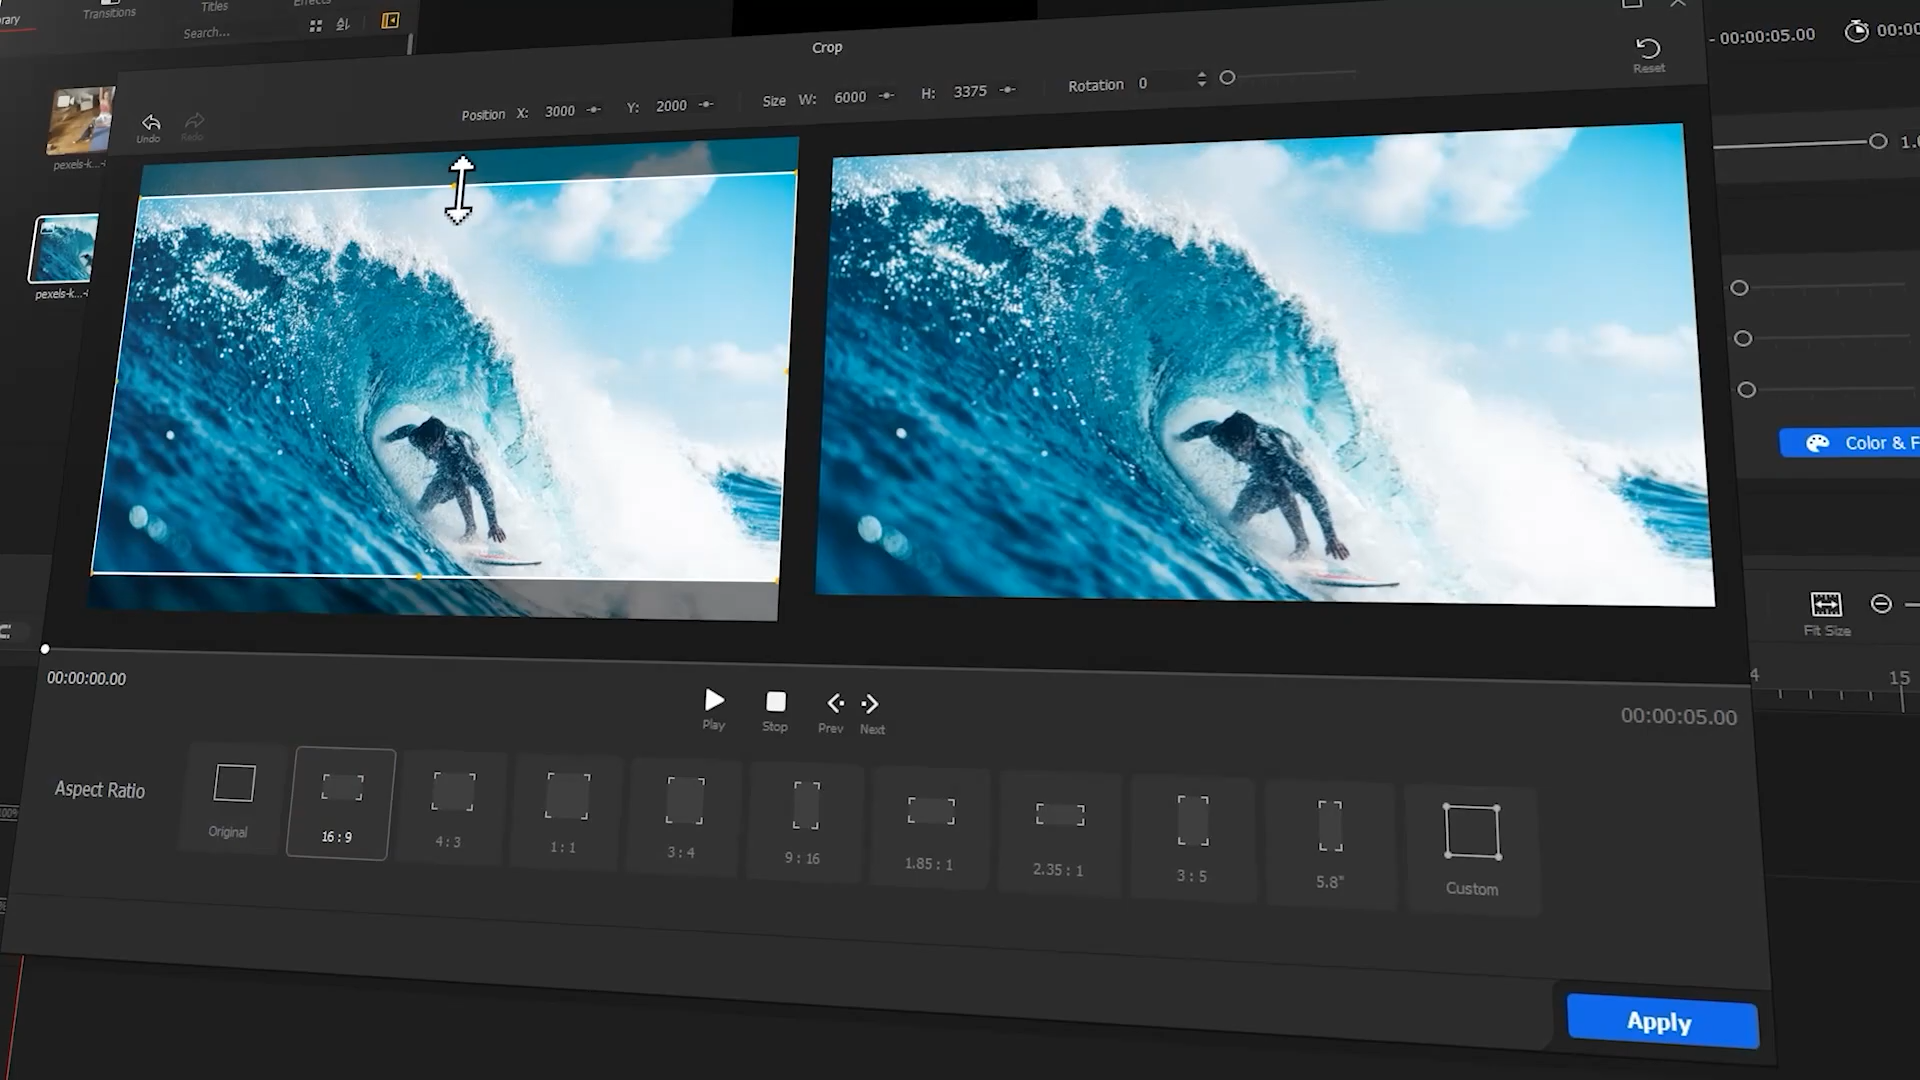 Transitions
Titles
Search...
Crop
- 00:00:05.00
Reset
Undo
Redo
Position X: 3000 Y: 2000 Size W: 6000 H: 3375 Rotation 0
pexels-k...-
pexels-k...-
Color & F
Fit Size
15
00:00:00.00
Play
Stop
Prev
Next
00:00:05.00
Aspect Ratio
Original
16 : 9
4 : 3
1 : 1
3 : 4
9 : 16
1.85 : 1
2.35 : 1
3 : 5
5.8"
Custom
Apply